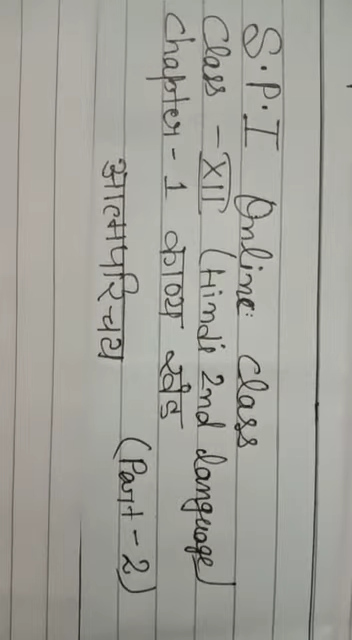 S.P.I Online: Class
Class - XII (Hindi 2nd language)
Chapter - 1 काव्य खंड
आत्मपरिचय (Part - 2)